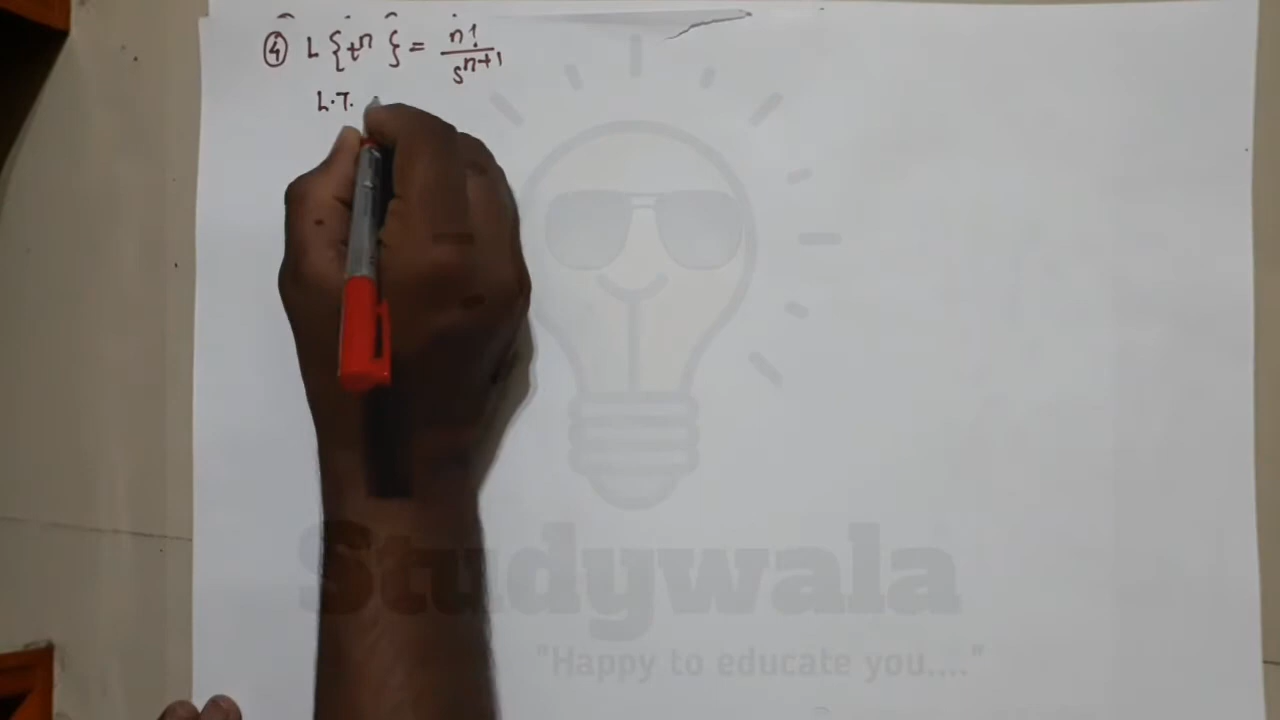 ④ L{tⁿ} = n!/sⁿ⁺¹
L.T.
Studywala
"Happy to educate you...."